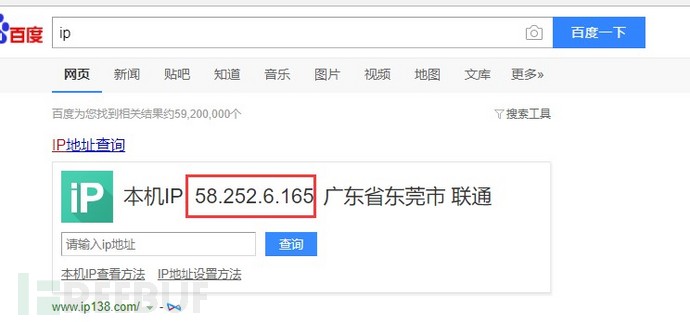 百度 ip 百度一下
网页 新闻 贴吧 知道 音乐 图片 视频 地图 文库 更多»
百度为您找到相关结果约59,200,000个 搜索工具
IP地址查询
iP 本机IP 58.252.6.165 广东省东莞市 联通
请输入ip地址 查询
本机IP查看方法 IP地址设置方法
www.ip138.com/ -
REEBUF